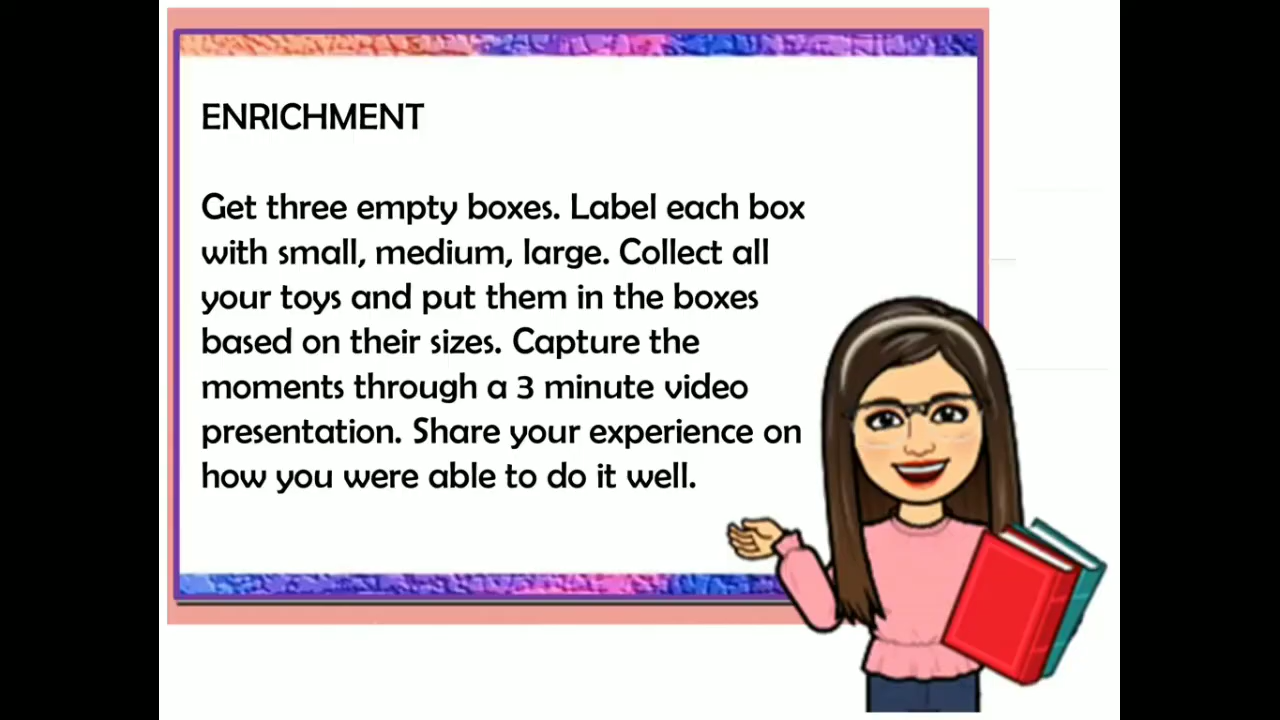 ENRICHMENT
Get three empty boxes. Label each box
with small, medium, large. Collect all
your toys and put them in the boxes
based on their sizes. Capture the
moments through a 3 minute video
presentation. Share your experience on
how you were able to do it well.